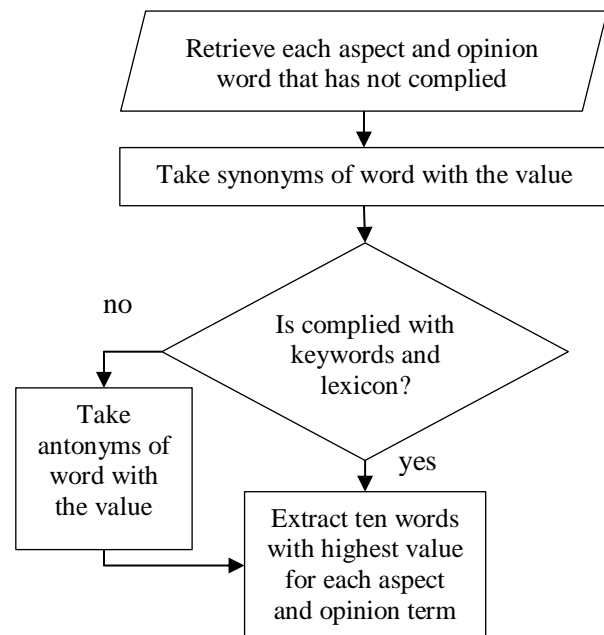 Retrieve each aspect and opinion
word that has not complied
Take synonyms of word with the value
Is complied with
keywords and
lexicon?
no
Take
antonyms of
word with
the value
yes
Extract ten words
with highest value
for each aspect
and opinion term